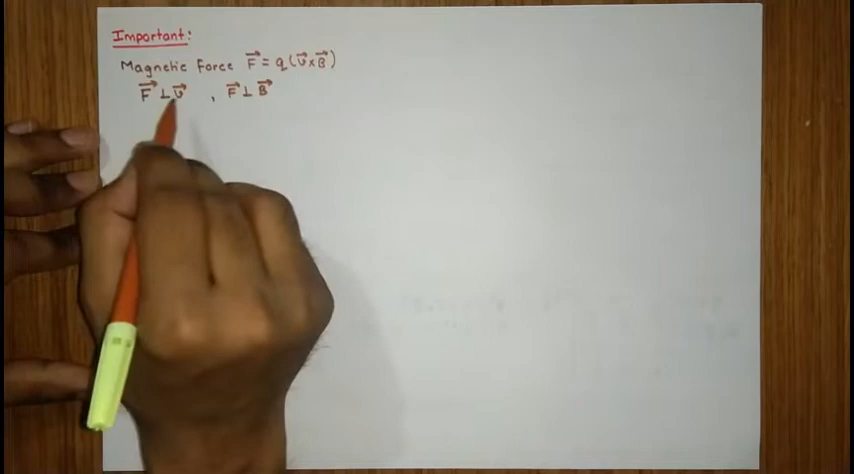 Important:
Magnetic Force F⃗ = q(v⃗×B⃗)
F⃗ ⊥ v⃗ , F⃗ ⊥ B⃗